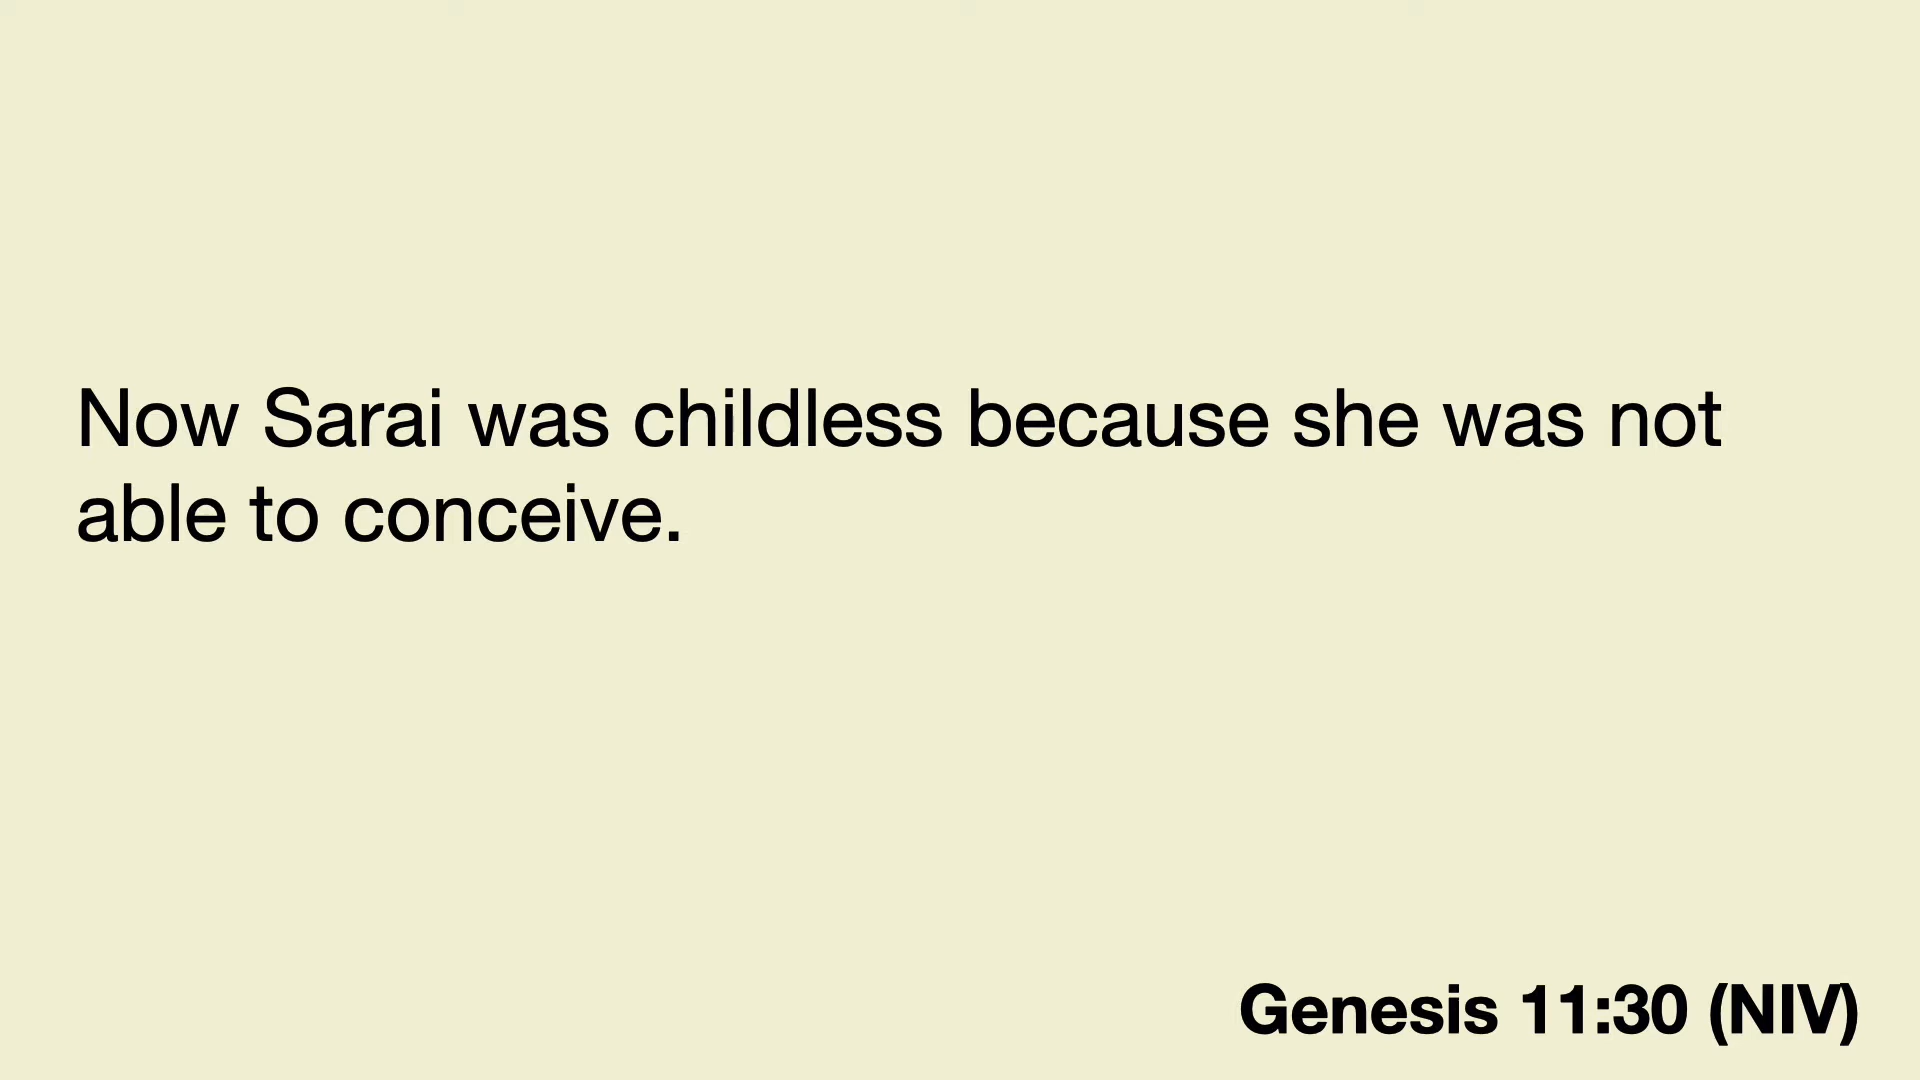 Now Sarai was childless because she was not
able to conceive.
Genesis 11:30 (NIV)